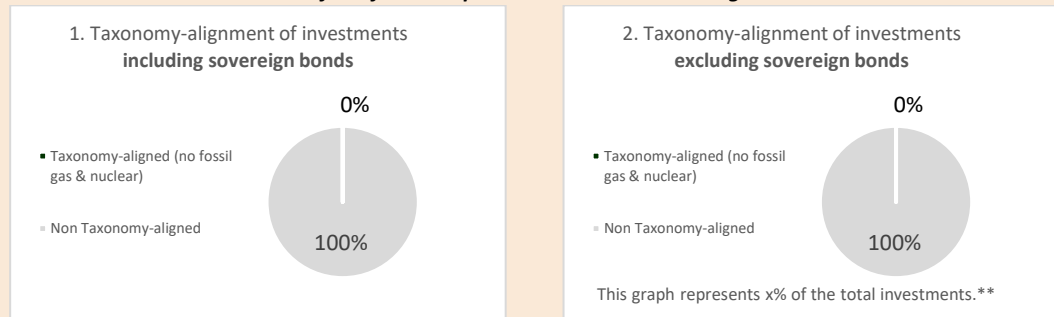 1. Taxonomy-alignment of investments
including sovereign bonds
0%
Taxonomy-aligned (no fossil
gas & nuclear)
Non Taxonomy-aligned
100%
2. Taxonomy-alignment of investments
excluding sovereign bonds
0%
Taxonomy-aligned (no fossil
gas & nuclear)
Non Taxonomy-aligned
100%
This graph represents x% of the total investments.**